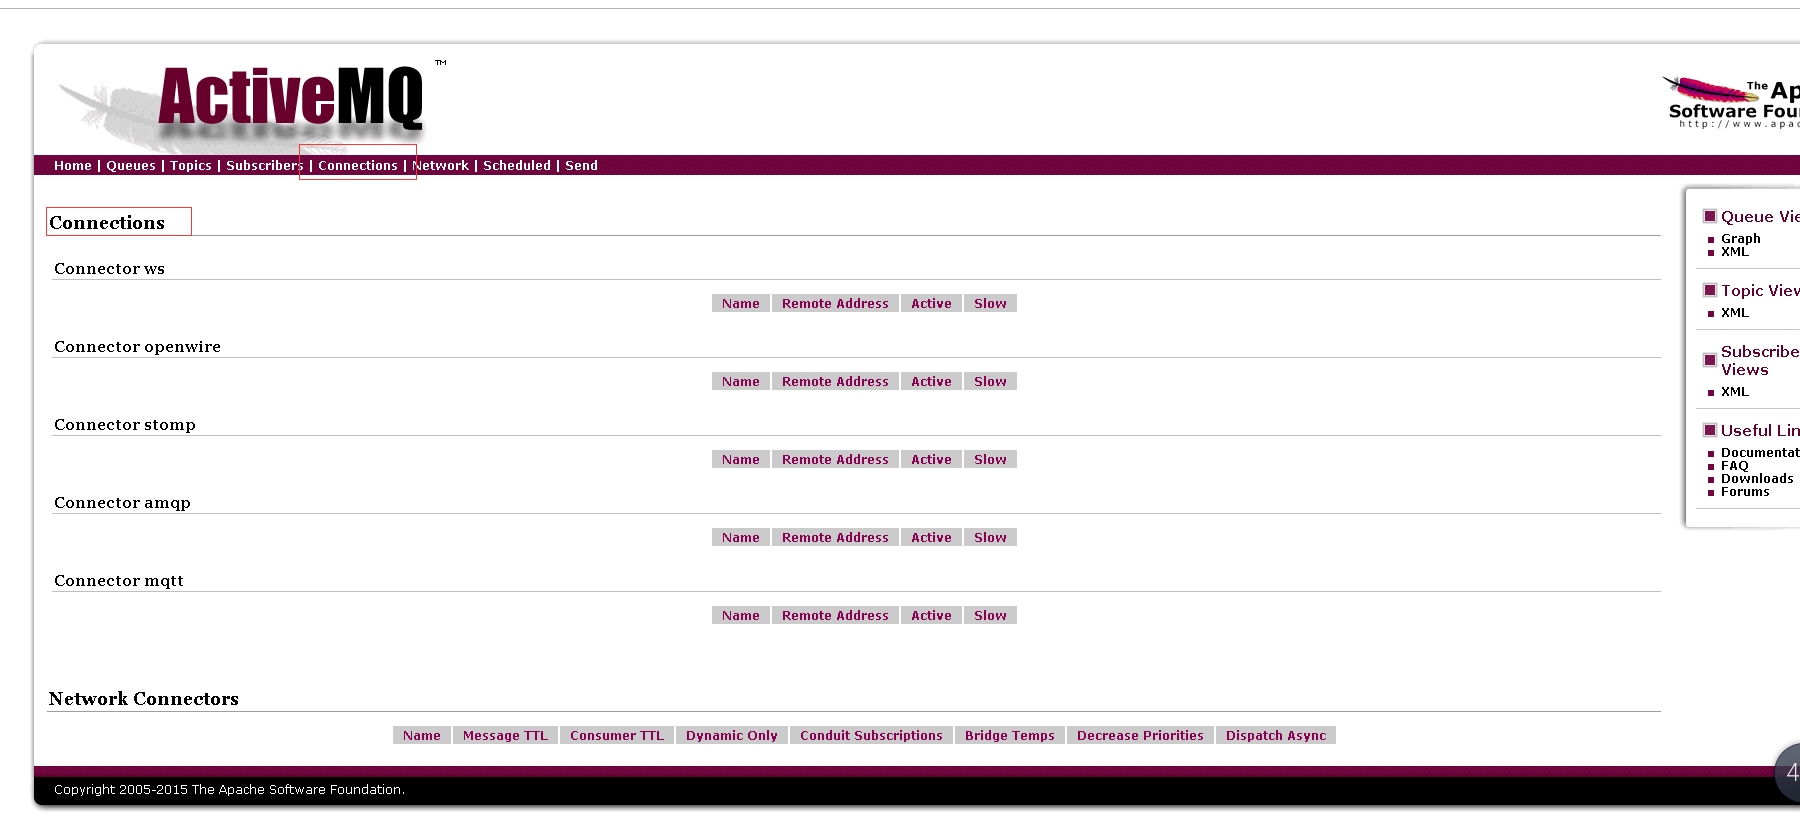 ActiveMQ ™
The Ap
Software Fou
http://www.apac
Home | Queues | Topics | Subscribers | Connections | Network | Scheduled | Send
Connections
Connector ws
Name Remote Address Active Slow
Connector openwire
Name Remote Address Active Slow
Connector stomp
Name Remote Address Active Slow
Connector amqp
Name Remote Address Active Slow
Connector mqtt
Name Remote Address Active Slow
Network Connectors
Name Message TTL Consumer TTL Dynamic Only Conduit Subscriptions Bridge Temps Decrease Priorities Dispatch Async
Queue Vie
Graph
XML
Topic View
XML
Subscribe
Views
XML
Useful Lin
Documentat
FAQ
Downloads
Forums
4
Copyright 2005-2015 The Apache Software Foundation.